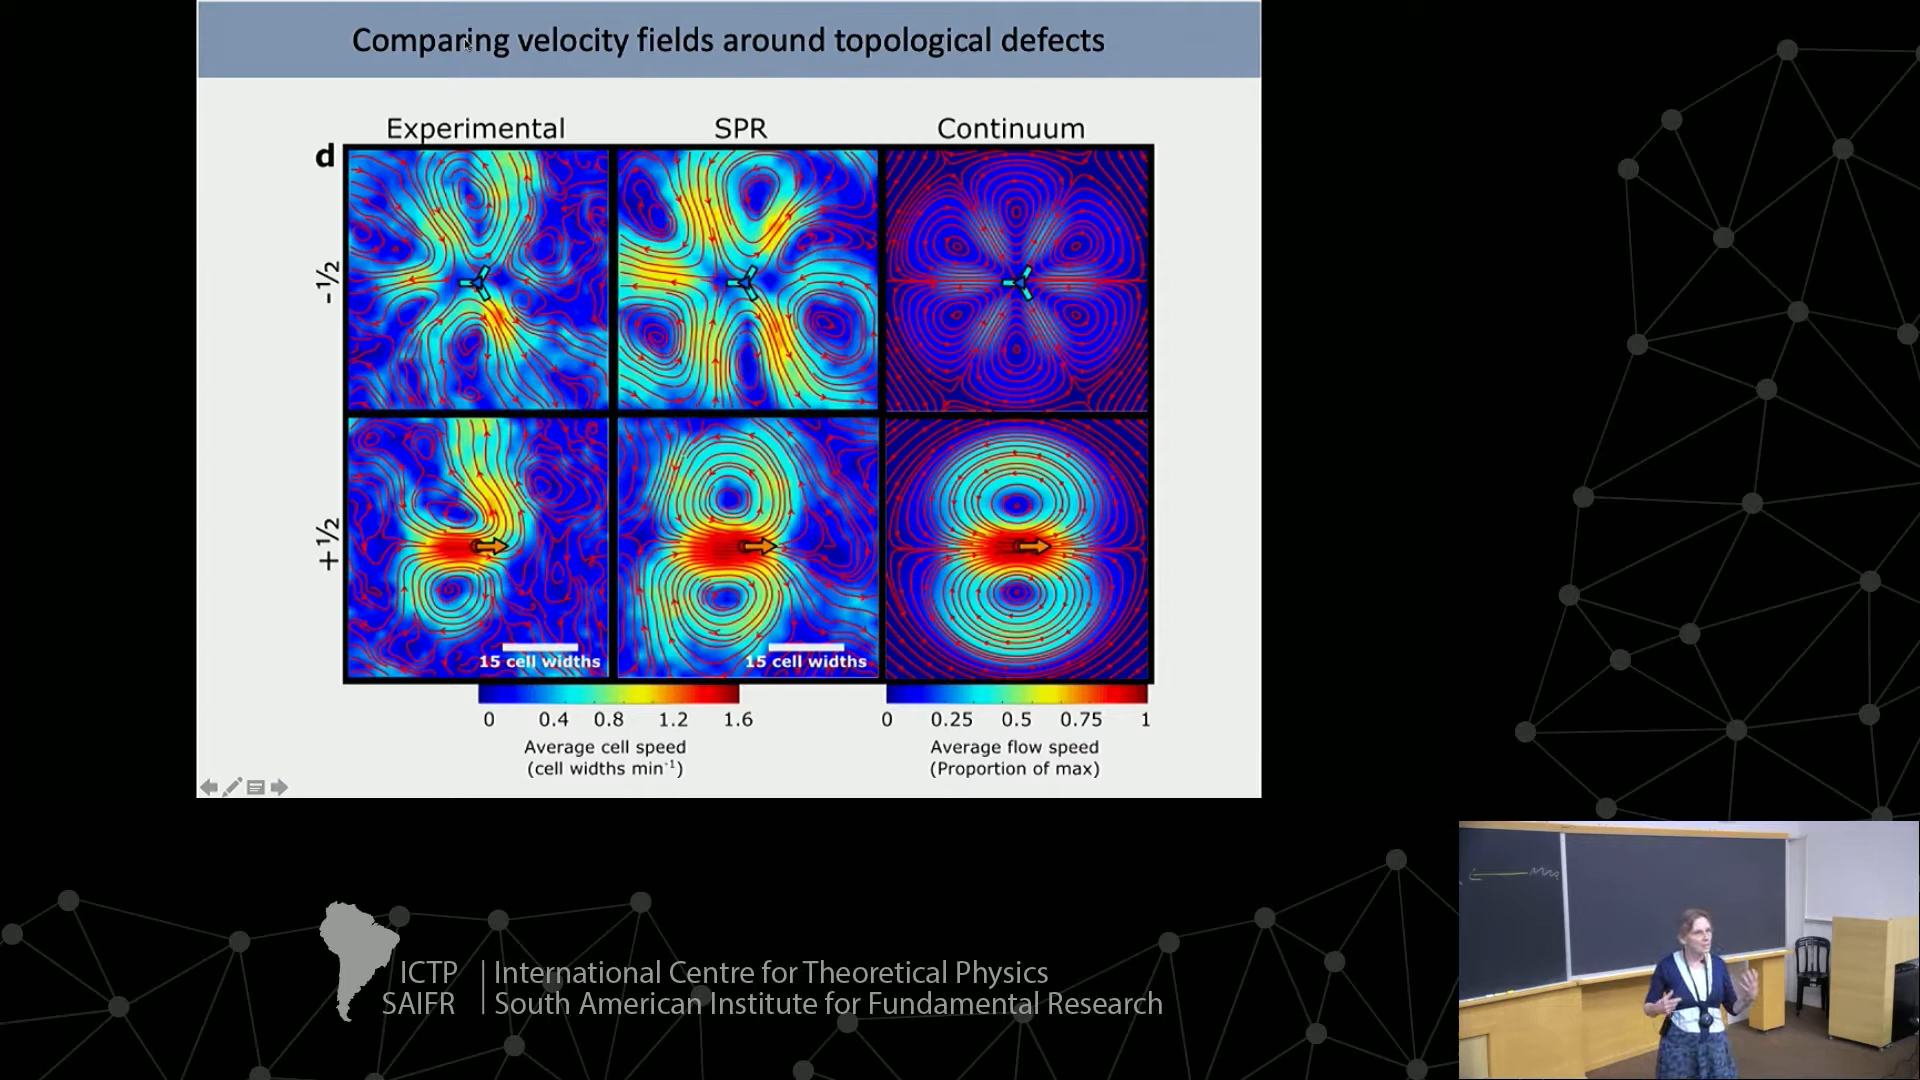 Comparing velocity fields around topological defects
Experimental SPR Continuum
d
-½
+½
15 cell widths 15 cell widths
0 0.4 0.8 1.2 1.6 0 0.25 0.5 0.75 1
Average cell speed Average flow speed
(cell widths min⁻¹) (Proportion of max)
ICTP International Centre for Theoretical Physics
SAIFR South American Institute for Fundamental Research